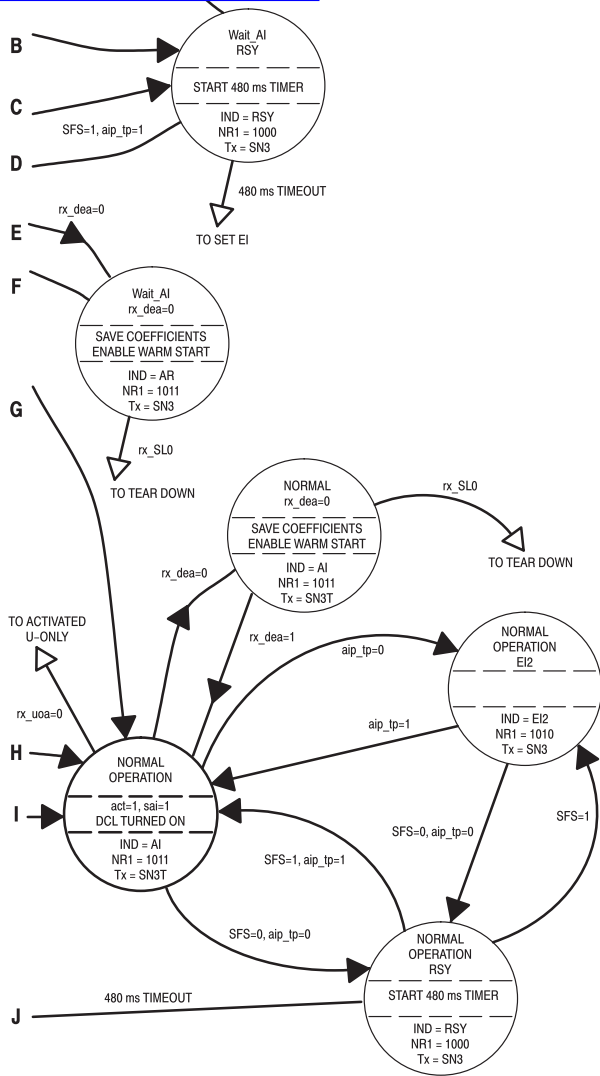 B
Wait_AI
RSY
START 480 ms TIMER
IND = RSY
NR1 = 1000
Tx = SN3
C
SFS=1, aip_tp=1
D
480 ms TIMEOUT
TO SET EI
rx_dea=0
E
F
Wait_AI
rx_dea=0
SAVE COEFFICIENTS
ENABLE WARM START
IND = AR
NR1 = 1011
Tx = SN3
G
rx_SL0
TO TEAR DOWN
NORMAL
rx_dea=0
SAVE COEFFICIENTS
ENABLE WARM START
IND = AI
NR1 = 1011
Tx = SN3T
rx_SL0
TO TEAR DOWN
rx_dea=0
rx_dea=1
TO ACTIVATED
U–ONLY
rx_uoa=0
aip_tp=0
NORMAL
OPERATION
EI2
IND = EI2
NR1 = 1010
Tx = SN3
aip_tp=1
H
NORMAL
OPERATION
act=1, sai=1
DCL TURNED ON
IND = AI
NR1 = 1011
Tx = SN3T
I
SFS=0, aip_tp=0
SFS=1
SFS=1, aip_tp=1
SFS=0, aip_tp=0
NORMAL
OPERATION
RSY
START 480 ms TIMER
IND = RSY
NR1 = 1000
Tx = SN3
480 ms TIMEOUT
J